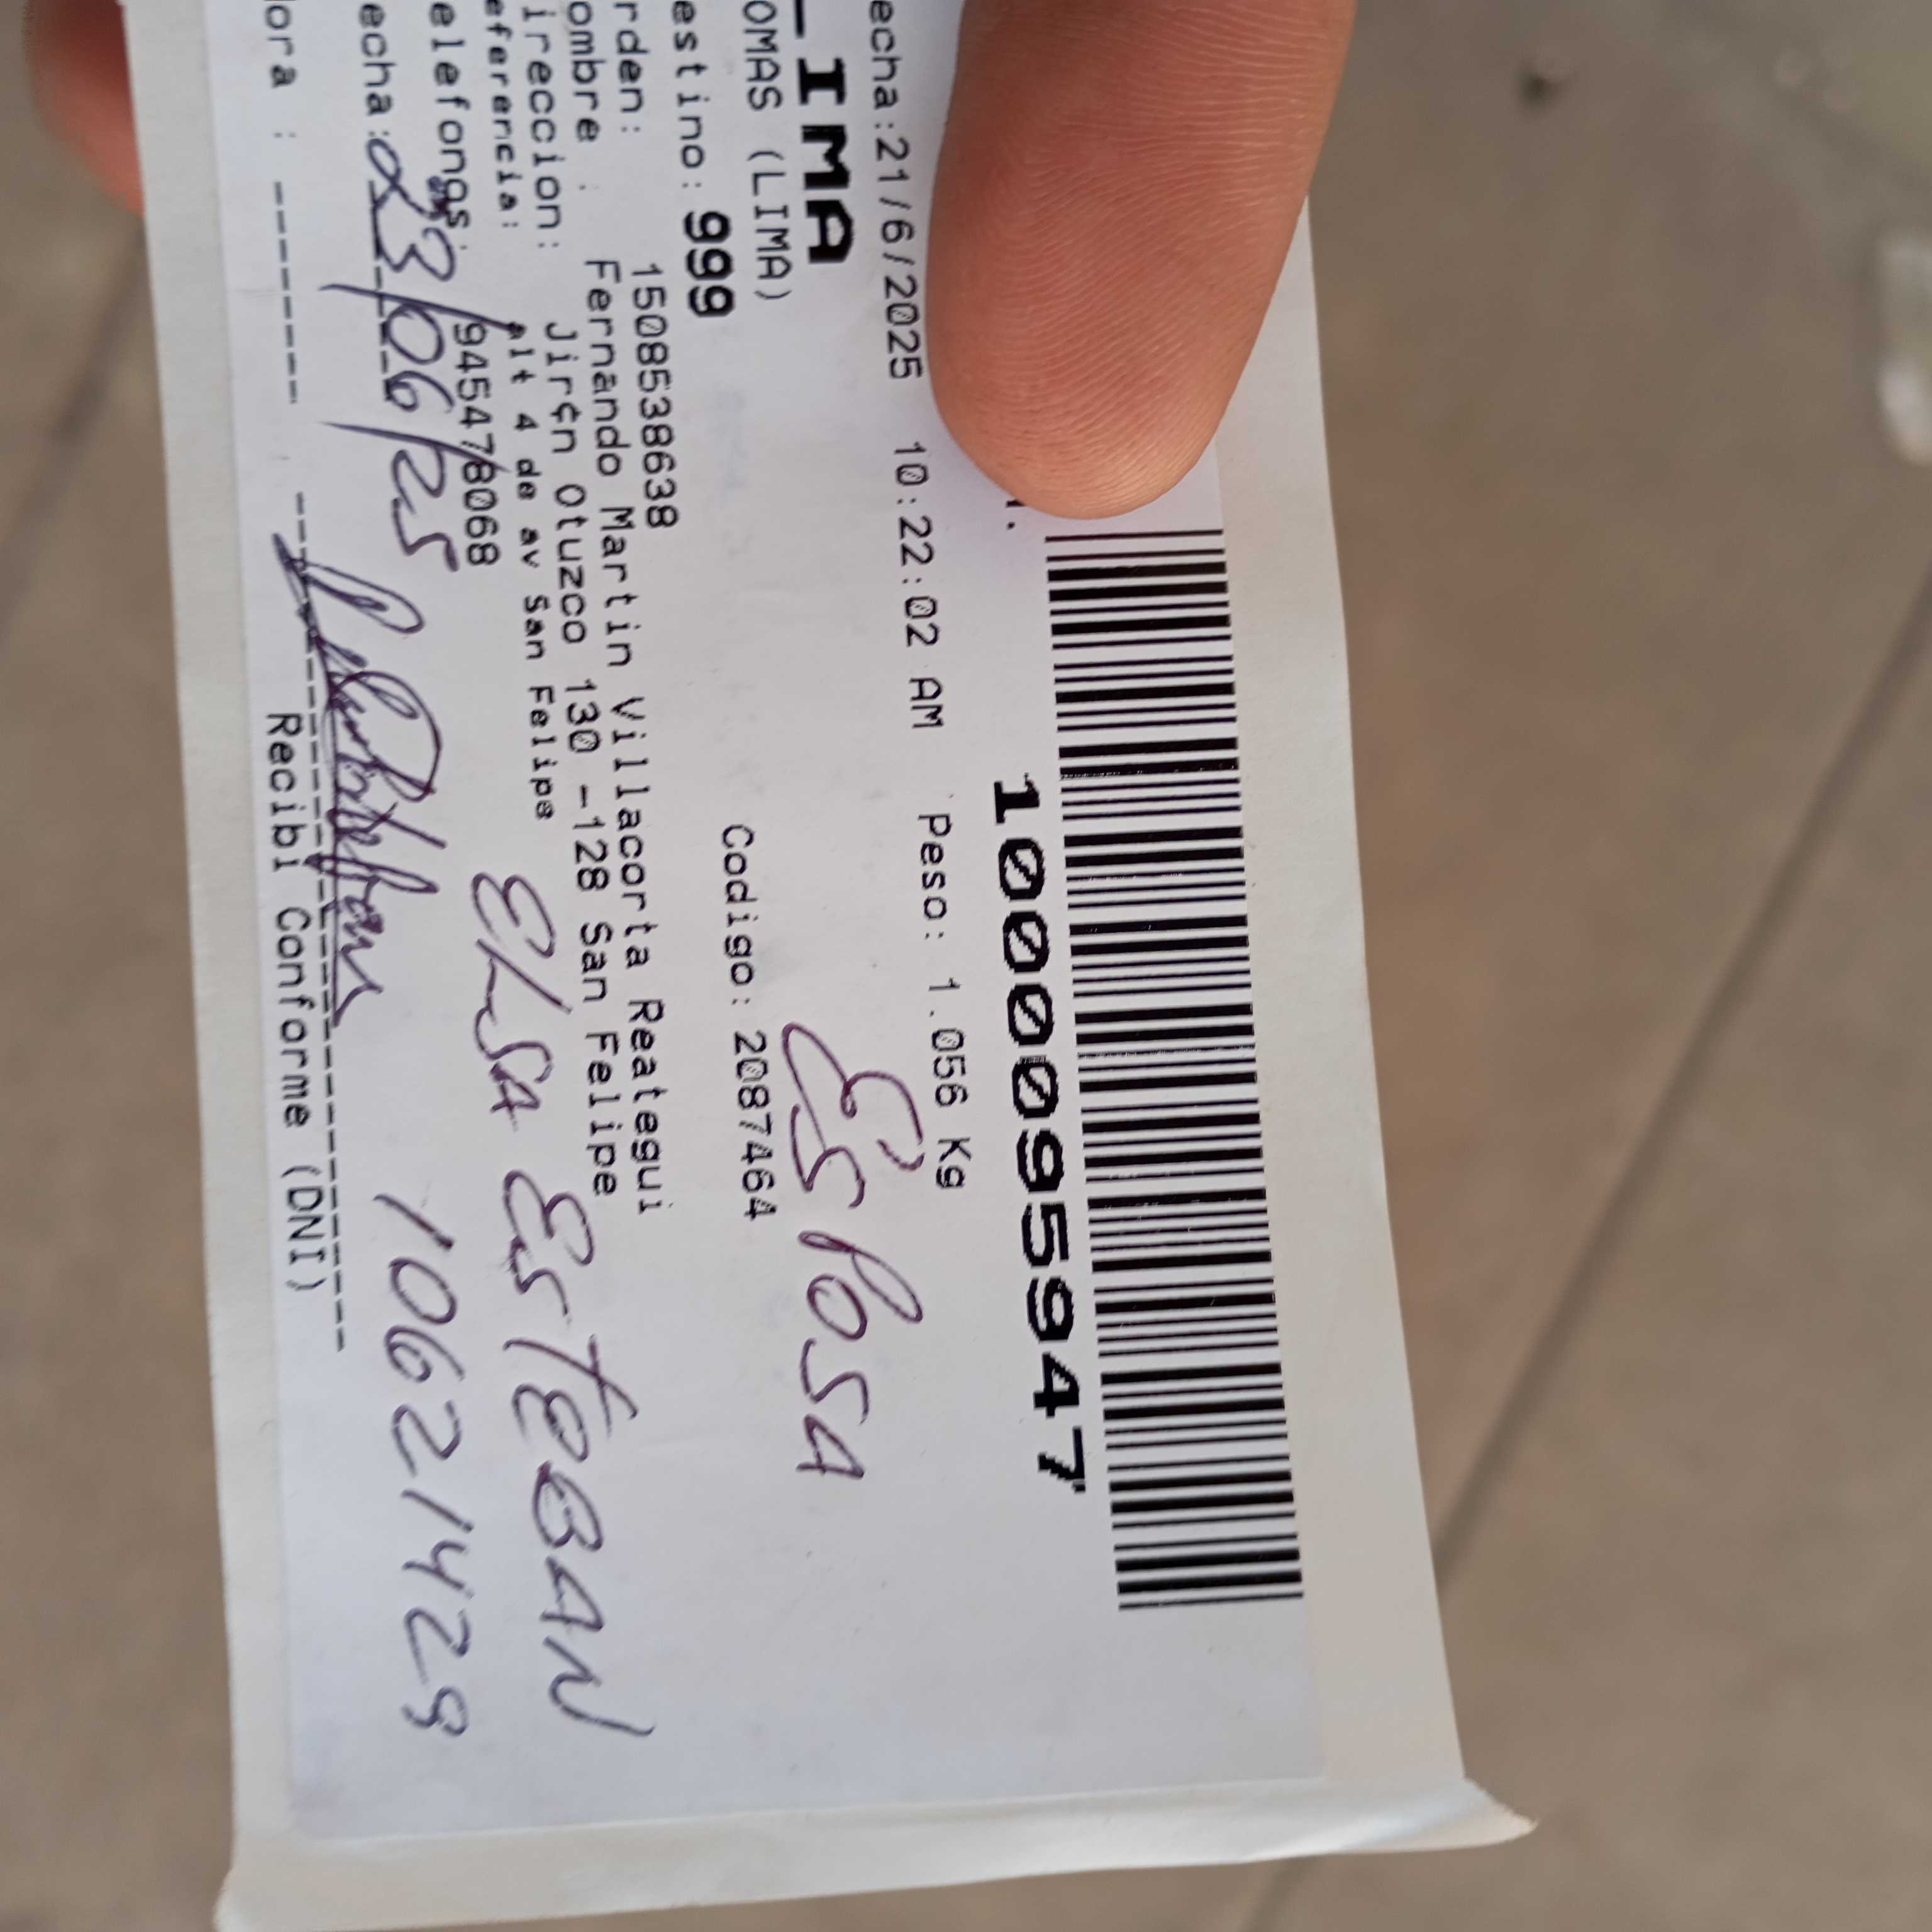 1000095947
echa:21/6/2025 10:22:02 AM Peso: 1.056 Kg
LIMA
OMAS (LIMA)
Esposa
estino: 999 Codigo: 2087464
rden: 1508538638
ombre : Fernando Martin Villacorta Reategui
ireccion: Jir¢n Otuzco 130 -128 San Felipe
eferencia: alt 4 de av San Felipe
elefonos: 945478068
Elsa ESTEBAN
echa: 23/06/25
10621428
ora : ------
Recibi Conforme (DNI)